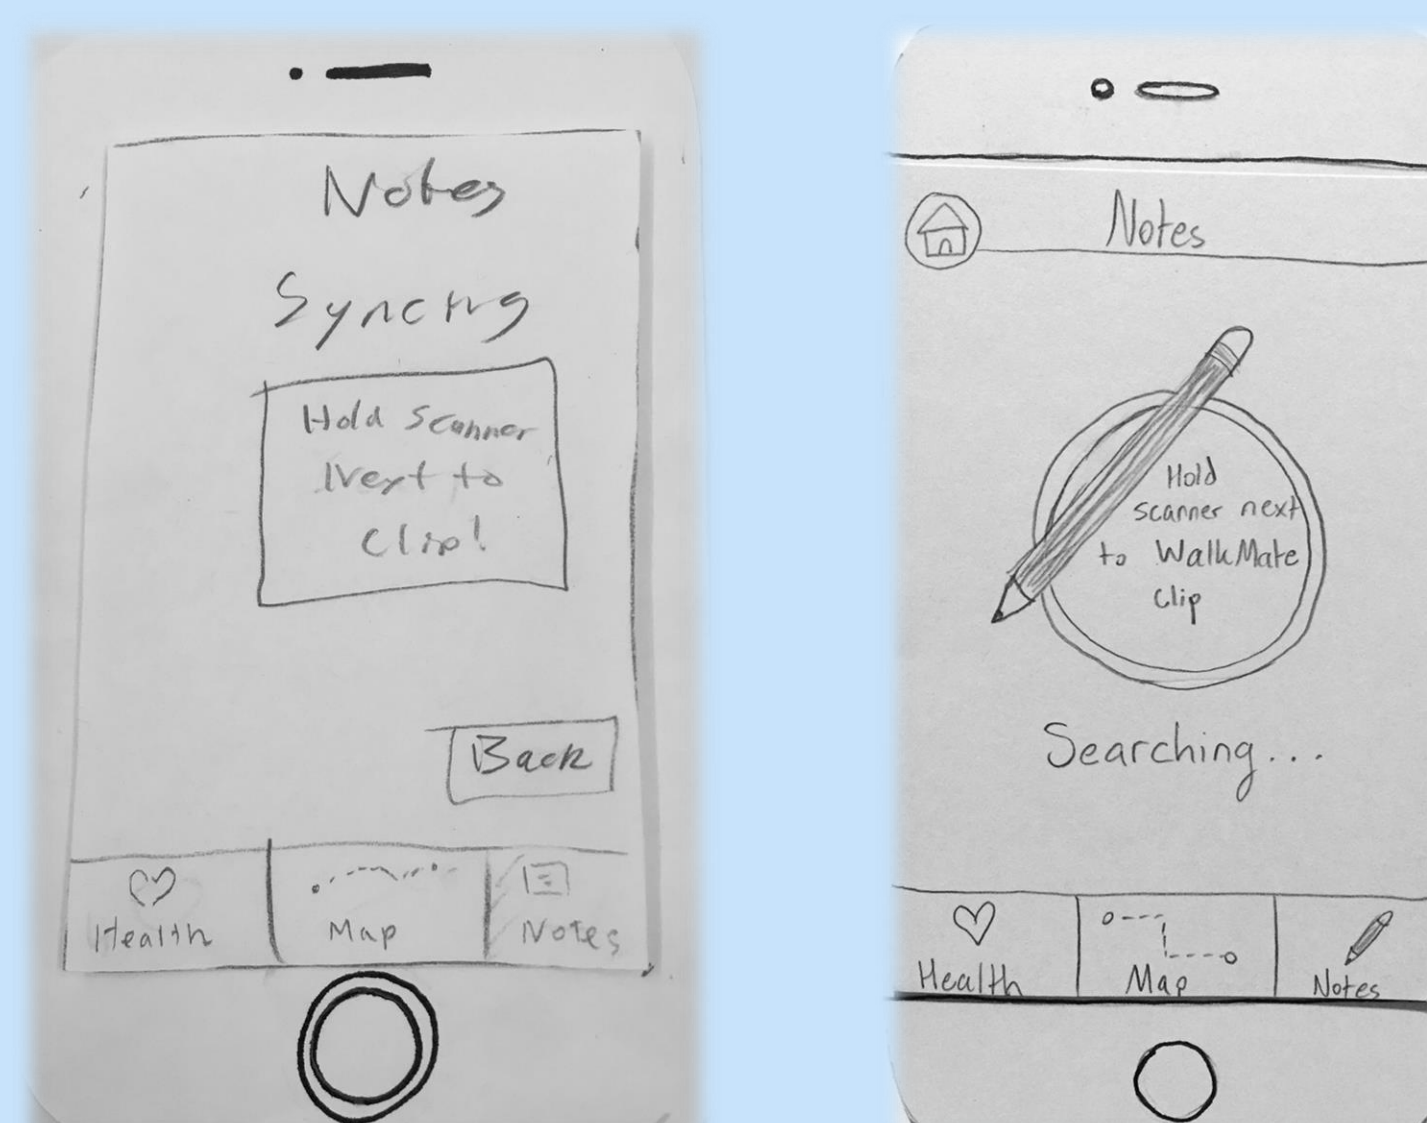 Notes
Syncing
Hold Scanner
Next to
Clip!
Back
Health
Map
Notes
Notes
Hold
scanner next
to WalkMate
clip
Searching...
Health
Map
Notes